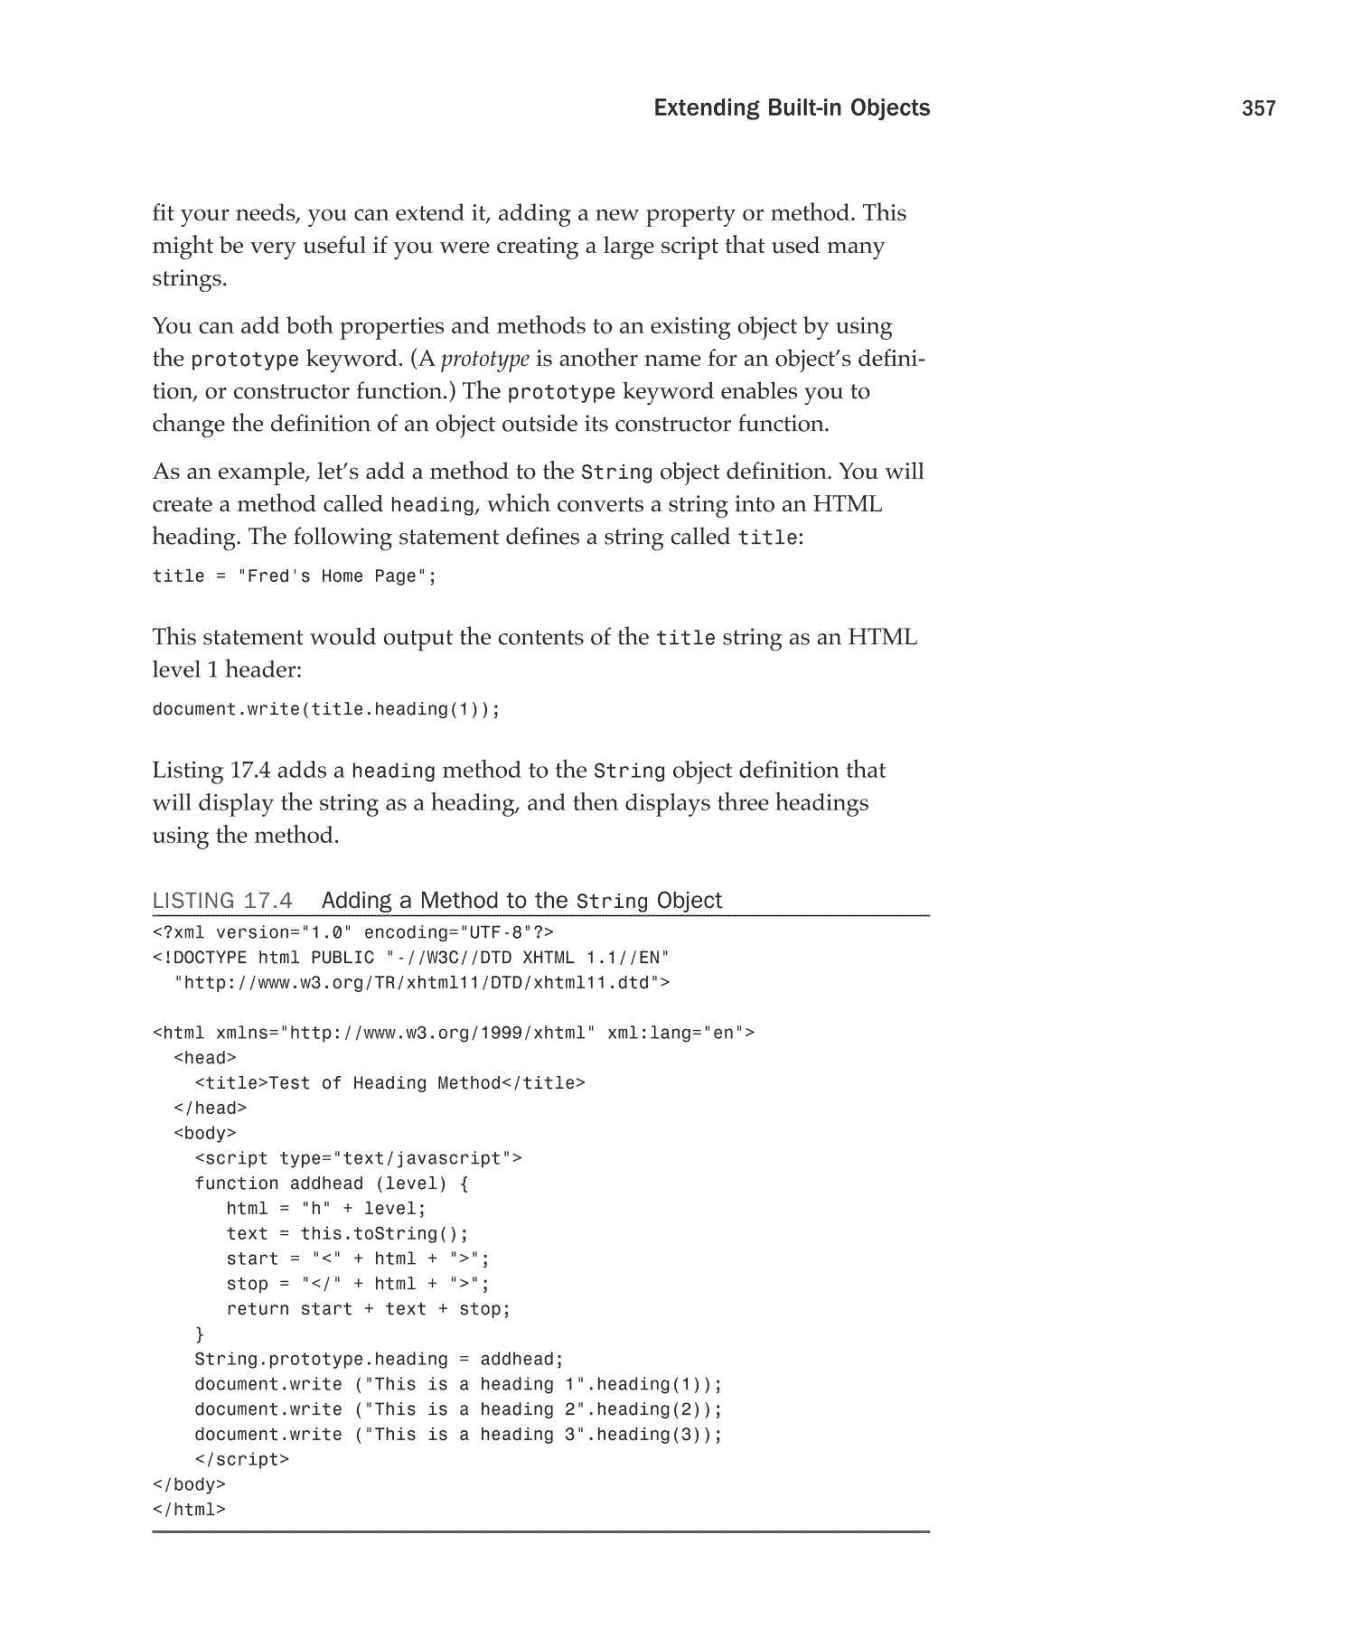 Extending Built-in Objects 357
fit your needs, you can extend it, adding a new property or method. This
might be very useful if you were creating a large script that used many
strings.
You can add both properties and methods to an existing object by using
the prototype keyword. (A prototype is another name for an object's defini-
tion, or constructor function.) The prototype keyword enables you to
change the definition of an object outside its constructor function.
As an example, let's add a method to the String object definition. You will
create a method called heading, which converts a string into an HTML
heading. The following statement defines a string called title:
title = "Fred's Home Page";
This statement would output the contents of the title string as an HTML
level 1 header:
document.write(title.heading(1));
Listing 17.4 adds a heading method to the String object definition that
will display the string as a heading, and then displays three headings
using the method.
LISTING 17.4 Adding a Method to the String Object
<?xml version="1.0" encoding="UTF-8"?>
<!DOCTYPE html PUBLIC "-//W3C//DTD XHTML 1.1//EN"
  "http://www.w3.org/TR/xhtml11/DTD/xhtml11.dtd">
<html xmlns="http://www.w3.org/1999/xhtml" xml:lang="en">
  <head>
    <title>Test of Heading Method</title>
  </head>
  <body>
    <script type="text/javascript">
    function addhead (level) {
       html = "h" + level;
       text = this.toString();
       start = "<" + html + ">";
       stop = "</" + html + ">";
       return start + text + stop;
    }
    String.prototype.heading = addhead;
    document.write ("This is a heading 1".heading(1));
    document.write ("This is a heading 2".heading(2));
    document.write ("This is a heading 3".heading(3));
    </script>
</body>
</html>